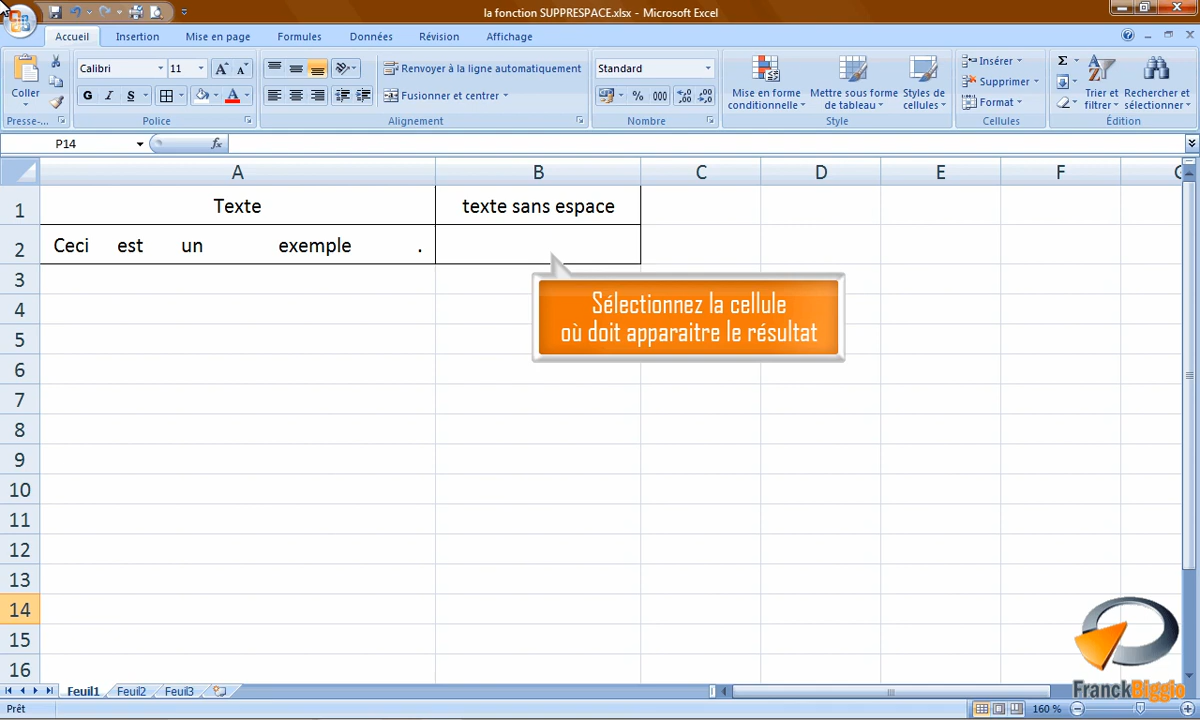 la fonction SUPPRESPACE.xlsx - Microsoft Excel
Accueil Insertion Mise en page Formules Données Révision Affichage
Coller
Presse-...
Calibri 11
G I S
Police
Renvoyer à la ligne automatiquement
Fusionner et centrer
Alignement
Standard
% 000
Nombre
Mise en forme conditionnelle
Mettre sous forme de tableau
Styles de cellules
Style
Insérer
Supprimer
Format
Cellules
Σ
Trier et filtrer
Rechercher et sélectionner
Édition
P14 fx
A B C D E F
1 Texte texte sans espace
2 Ceci est un exemple .
3
Sélectionnez la cellule
où doit apparaitre le résultat
4
5
6
7
8
9
10
11
12
13
14
15
16
FranckBiggio
Feuil1 Feuil2 Feuil3
Prêt 160 %